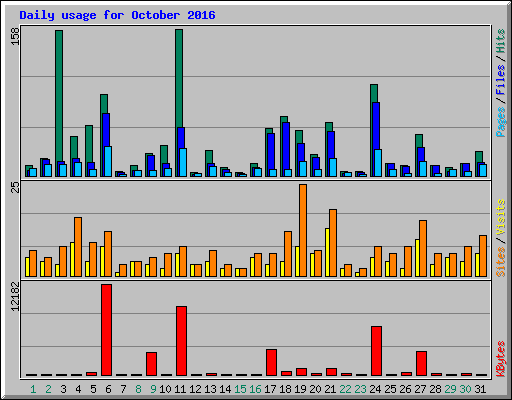 Daily usage for October 2016
158
Pages / Files / Hits
25
Sites / Visits
12182
KBytes
1 2 3 4 5 6 7 8 9 10 11 12 13 14 15 16 17 18 19 20 21 22 23 24 25 26 27 28 29 30 31